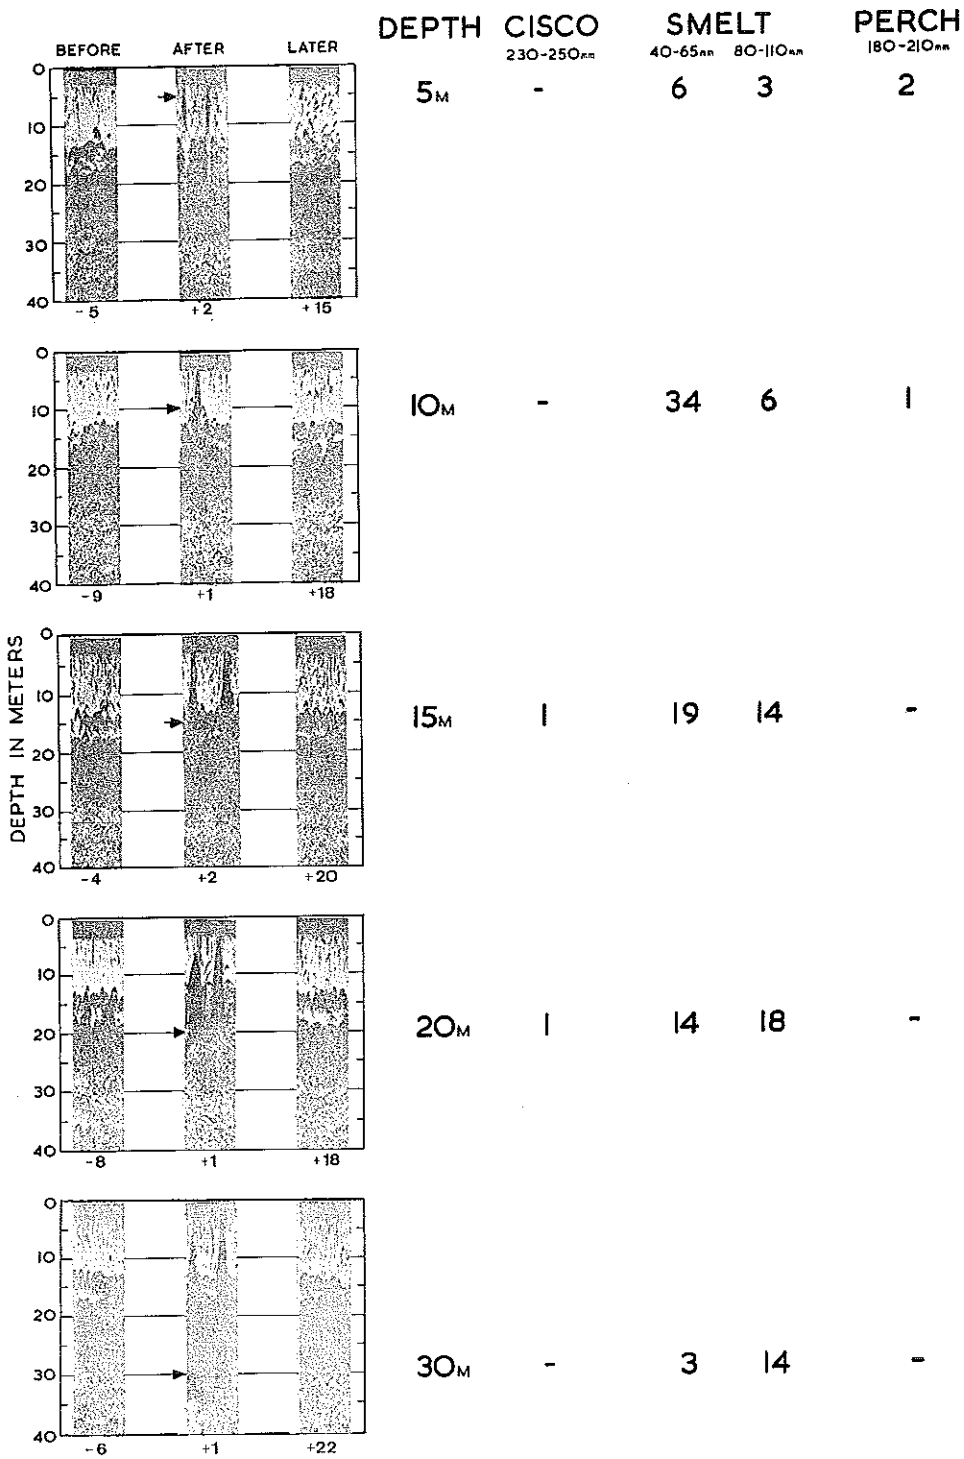 DEPTH CISCO SMELT PERCH
BEFORE AFTER LATER 230-250mm 40-65mm 80-110mm 180-210mm
0
5M - 6 3 2
10
20
30
40
-5 +2 +15
0
10 10M - 34 6 1
20
30
40
-9 +1 +18
DEPTH IN METERS
0
10
15M 1 19 14 -
20
30
40
-4 +2 +20
0
10
20 20M 1 14 18 -
30
40
-8 +1 +18
0
10
20
30 30M - 3 14 -
40
-6 +1 +22